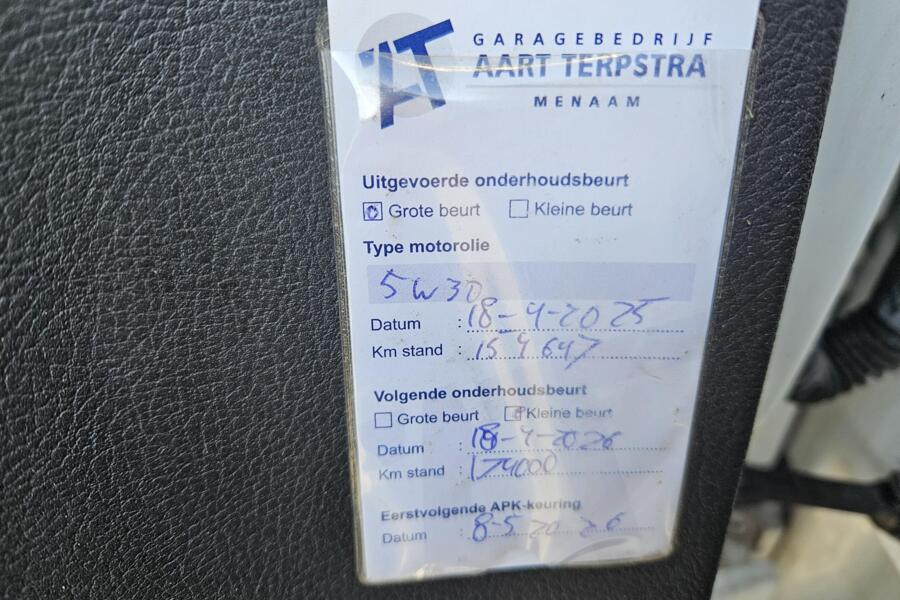 AT
GARAGEBEDRIJF
AART TERPSTRA
MENAAM
Uitgevoerde onderhoudsbeurt
Grote beurt Kleine beurt
Type motorolie
5W30
Datum : 18-4-2025
Km stand : 154647
Volgende onderhoudsbeurt
Grote beurt Kleine beurt
Datum : 18-4-2026
Km stand : 174000
Eerstvolgende APK-keuring
Datum : 8-5-2026